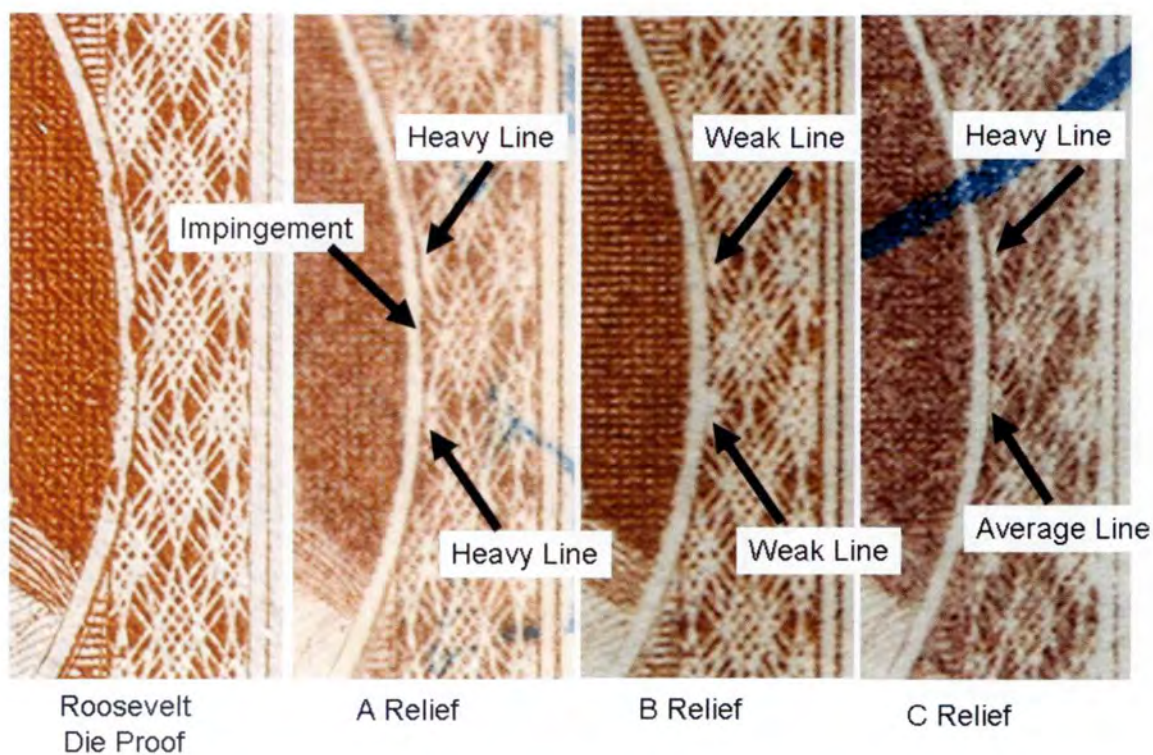 Heavy Line
Weak Line
Heavy Line
Impingement
Heavy Line
Weak Line
Average Line
Roosevelt
Die Proof
A Relief
B Relief
C Relief